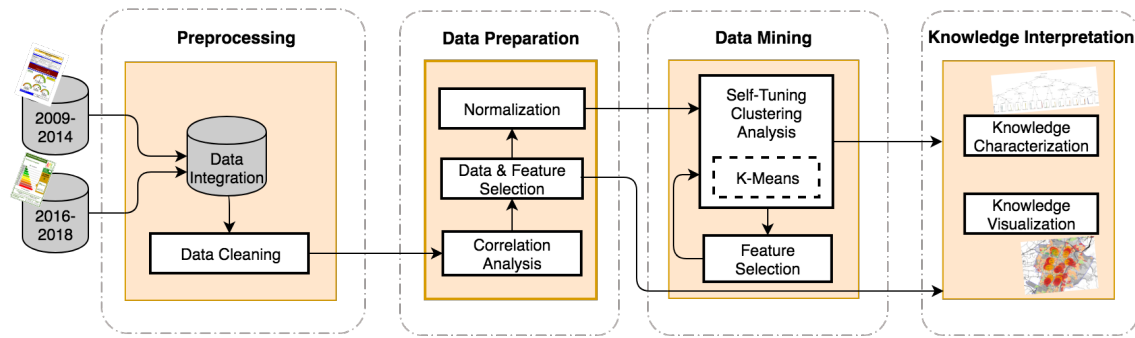 Preprocessing
Data Preparation
Data Mining
Knowledge Interpretation
2009-
2014
2016-
2018
Data
Integration
Data Cleaning
Normalization
Data & Feature
Selection
Correlation
Analysis
Self-Tuning
Clustering
Analysis
K-Means
Feature
Selection
Knowledge
Characterization
Knowledge
Visualization